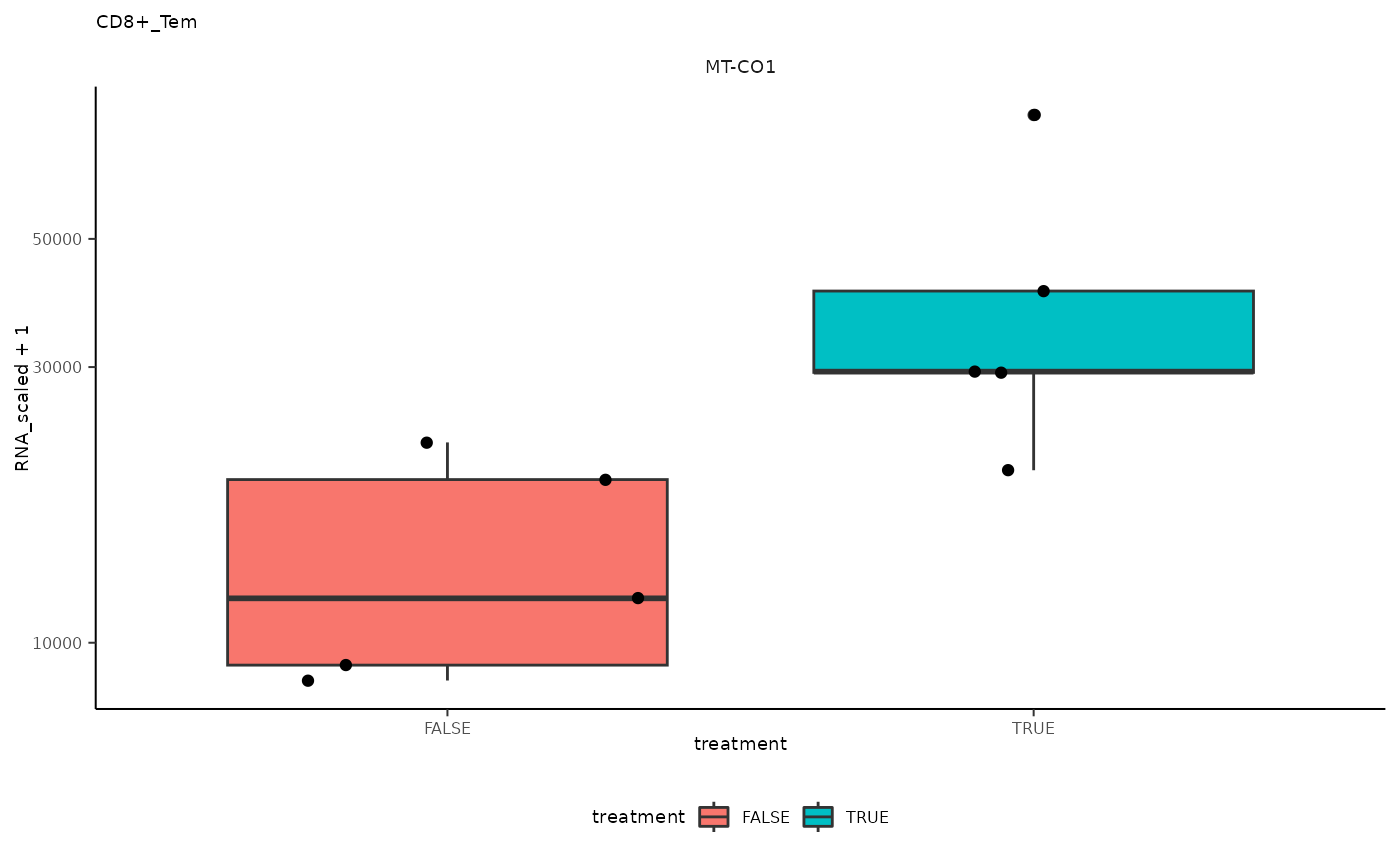 CD8+_Tem
MT-CO1
RNA_scaled + 1
50000
30000
10000
FALSE
TRUE
treatment
treatment FALSE TRUE